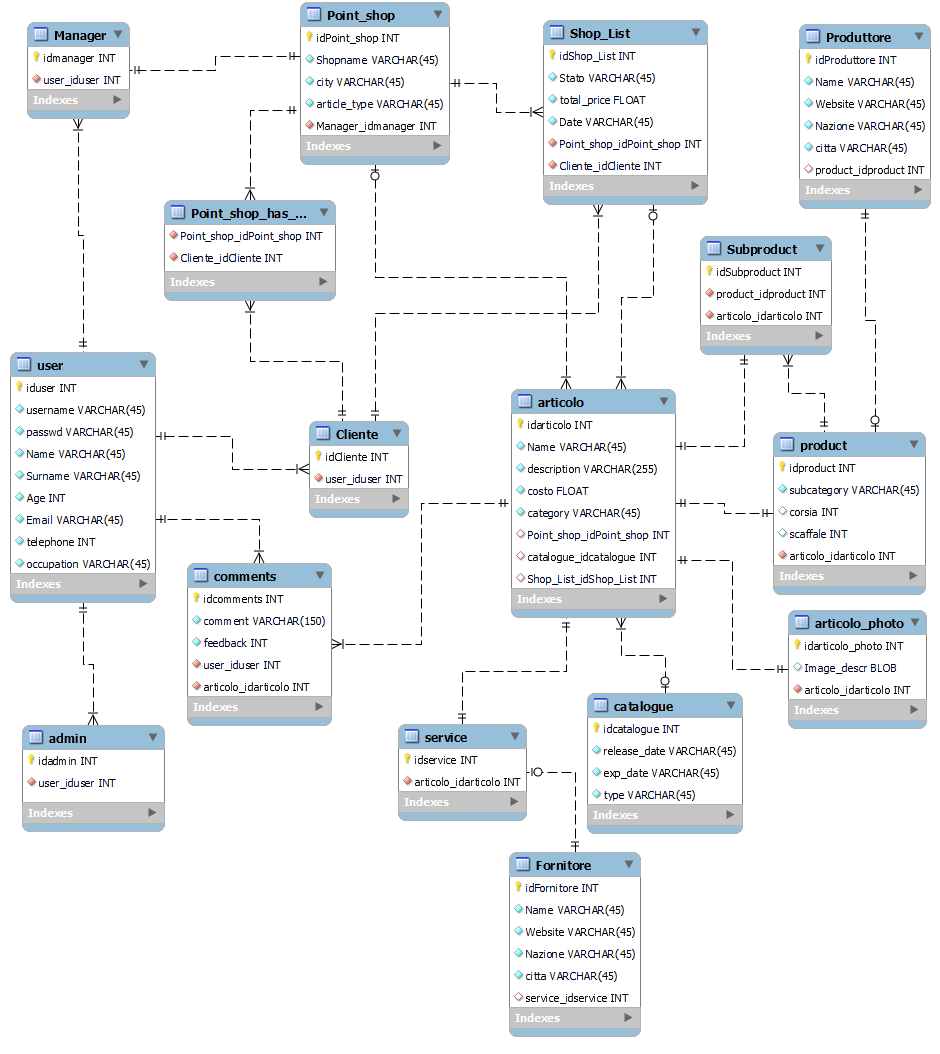 Manager
idmanager INT
user_iduser INT
Indexes
Point_shop
idPoint_shop INT
Shopname VARCHAR(45)
city VARCHAR(45)
article_type VARCHAR(45)
Manager_idmanager INT
Indexes
Shop_List
idShop_List INT
Stato VARCHAR(45)
total_price FLOAT
Date VARCHAR(45)
Point_shop_idPoint_shop INT
Cliente_idCliente INT
Indexes
Produttore
idProduttore INT
Name VARCHAR(45)
Website VARCHAR(45)
Nazione VARCHAR(45)
citta VARCHAR(45)
product_idproduct INT
Indexes
Point_shop_has_...
Point_shop_idPoint_shop INT
Cliente_idCliente INT
Indexes
Subproduct
idSubproduct INT
product_idproduct INT
articolo_idarticolo INT
Indexes
user
iduser INT
username VARCHAR(45)
passwd VARCHAR(45)
Name VARCHAR(45)
Surname VARCHAR(45)
Age INT
Email VARCHAR(45)
telephone INT
occupation VARCHAR(45)
Indexes
Cliente
idCliente INT
user_iduser INT
Indexes
articolo
idarticolo INT
Name VARCHAR(45)
description VARCHAR(255)
costo FLOAT
category VARCHAR(45)
Point_shop_idPoint_shop INT
catalogue_idcatalogue INT
Shop_List_idShop_List INT
Indexes
product
idproduct INT
subcategory VARCHAR(45)
corsia INT
scaffale INT
articolo_idarticolo INT
Indexes
comments
idcomments INT
comment VARCHAR(150)
feedback INT
user_iduser INT
articolo_idarticolo INT
Indexes
articolo_photo
idarticolo_photo INT
Image_descr BLOB
articolo_idarticolo INT
Indexes
admin
idadmin INT
user_iduser INT
Indexes
service
idservice INT
articolo_idarticolo INT
Indexes
catalogue
idcatalogue INT
release_date VARCHAR(45)
exp_date VARCHAR(45)
type VARCHAR(45)
Indexes
Fornitore
idFornitore INT
Name VARCHAR(45)
Website VARCHAR(45)
Nazione VARCHAR(45)
citta VARCHAR(45)
service_idservice INT
Indexes